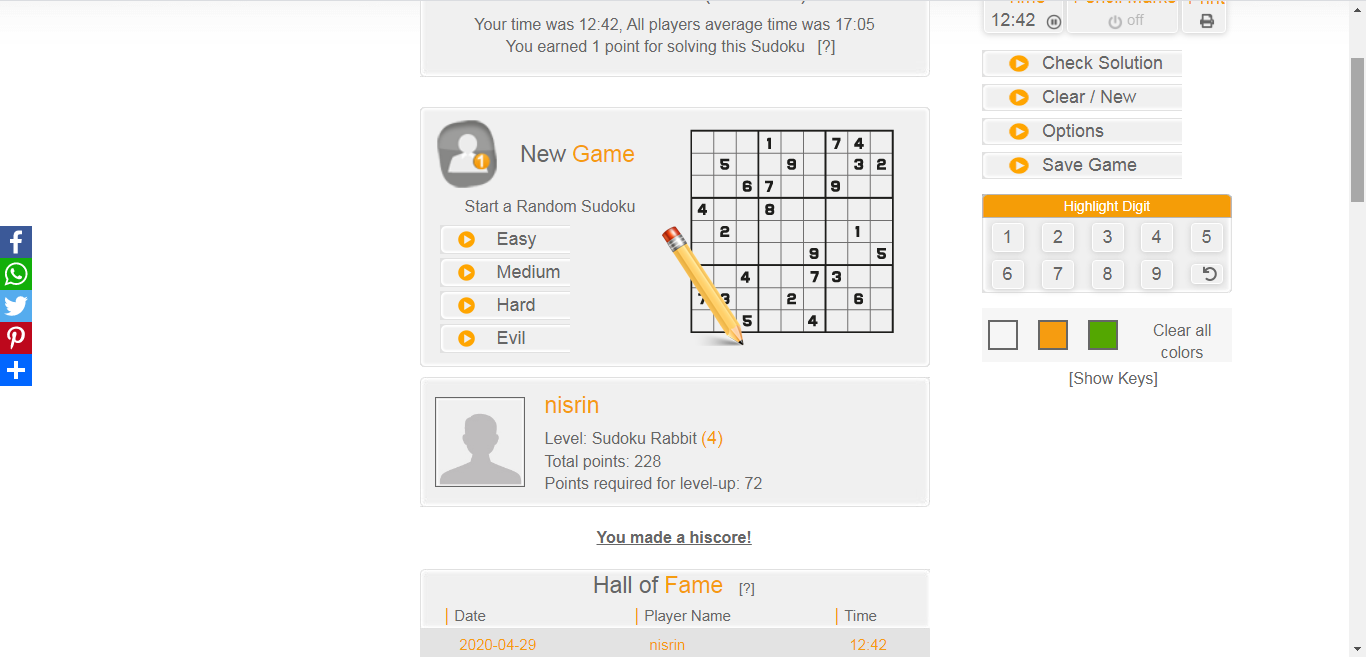 Your time was 12:42, All players average time was 17:05
You earned 1 point for solving this Sudoku [?]
12:42
off
Check Solution
Clear / New
Options
Save Game
Highlight Digit
1 2 3 4 5
6 7 8 9
Clear all
colors
[Show Keys]
New Game
Start a Random Sudoku
Easy
Medium
Hard
Evil
1 7 4
5 9 3 2
6 7 9
4 8
2 1
9 5
4 7 3
7 3 2 6
5 4
nisrin
Level: Sudoku Rabbit (4)
Total points: 228
Points required for level-up: 72
You made a hiscore!
Hall of Fame [?]
Date Player Name Time
2020-04-29 nisrin 12:42